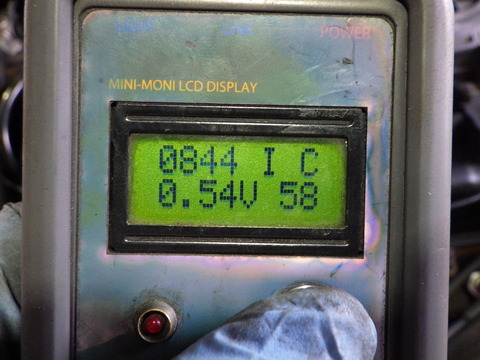 POWER
MINI-MONI LCD DISPLAY
0844 I C
0.54V 58